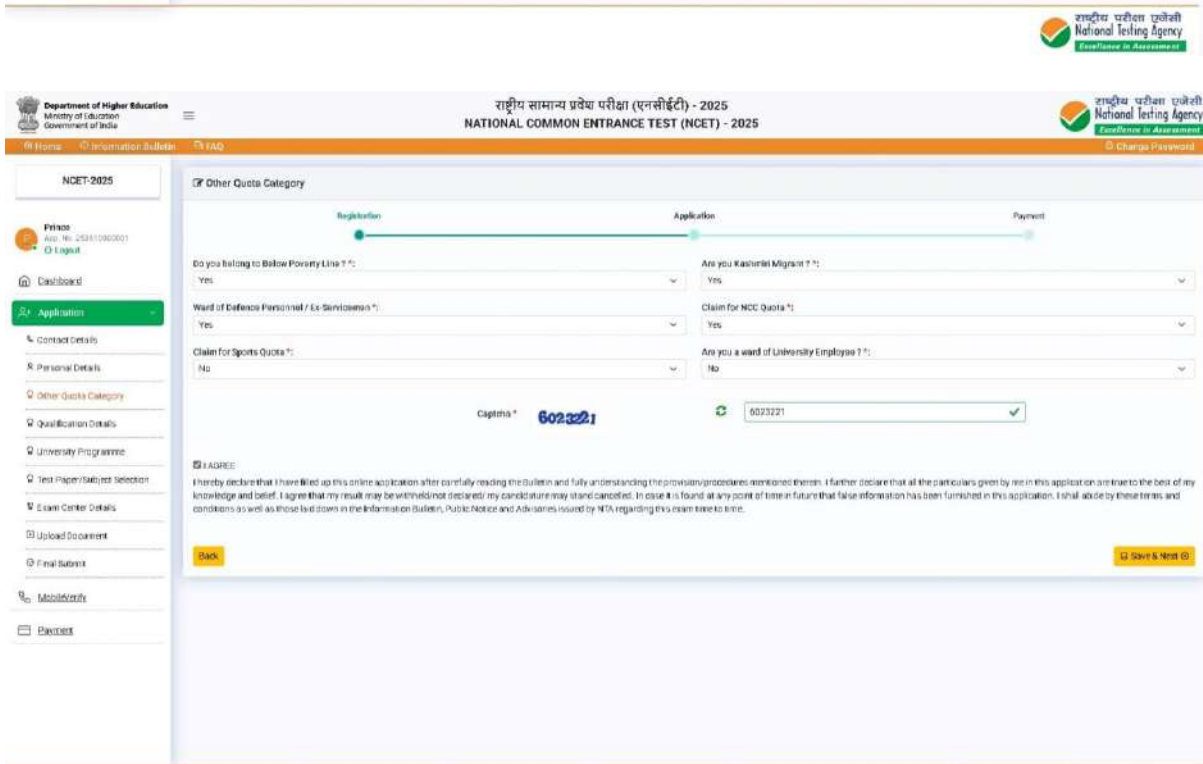 राष्ट्रीय परीक्षा एजेंसी
National Testing Agency
Excellence in Assessment
Department of Higher Education
Ministry of Education
Government of India
राष्ट्रीय सामान्य प्रवेश परीक्षा (एनसीईटी) - 2025
NATIONAL COMMON ENTRANCE TEST (NCET) - 2025
राष्ट्रीय परीक्षा एजेंसी
National Testing Agency
Excellence in Assessment
Home Information Bulletin FAQ Change Password
NCET-2025
Other Quota Category
Registration Application Payment
Prince
App. No.
Logout
Do you belong to Below Poverty Line ? *: Are you Kashmiri Migrant ? *:
Yes Yes
Dashboard
Ward of Defence Personnel / Ex-Servicemen *: Claim for NCC Quota *:
Application
Yes Yes
Contact Details
Claim for Sports Quota *: Are you a ward of University Employee ? *:
Personal Details
No No
Other Quota Category
Captcha * 6023221 6023221
Qualification Details
University Programme
I AGREE
Test Paper/Subject Selection
I hereby declare that I have filled up this online application after carefully reading the Bulletin and fully understanding the provision/procedures mentioned therein. I further declare that all the particulars given by me in this application are true to the best of my
knowledge and belief. I agree that my result may be withheld/not declared/ my candidature may stand cancelled. In case it is found at any point of time in future that false information has been furnished in this application. I shall abide by these terms and
conditions as well as those laid down in the Information Bulletin, Public Notice and Advisories issued by NTA regarding this exam time to time.
Exam Center Details
Upload Document
Back Save & Next
Final Submit
MobileVerify
Payment